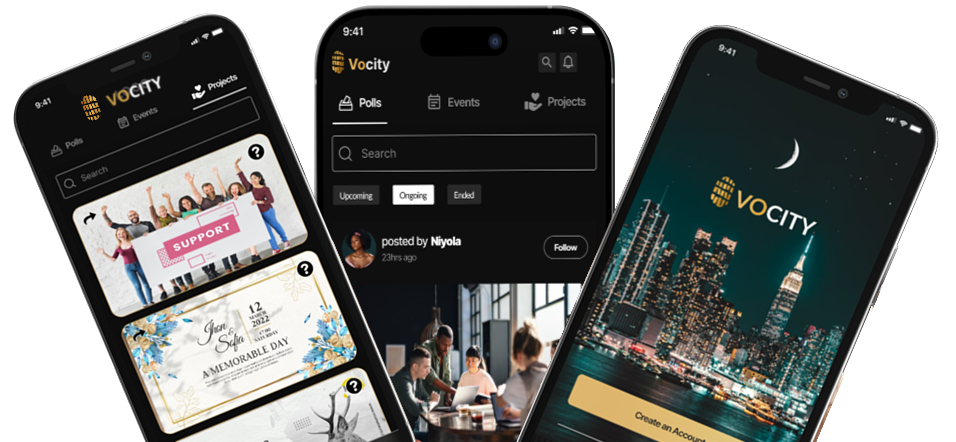 9:41
VOCITY
Polls
Events
Projects
Search
SUPPORT
Jhon
&
Sofia
12
MARCH
2022
17:00
SATURDAY
A MEMORABLE DAY
9:41
Vocity
Polls
Events
Projects
Search
Upcoming
Ongoing
Ended
posted by Niyola
23hrs ago
Follow
9:41
VOCITY
Create an Account